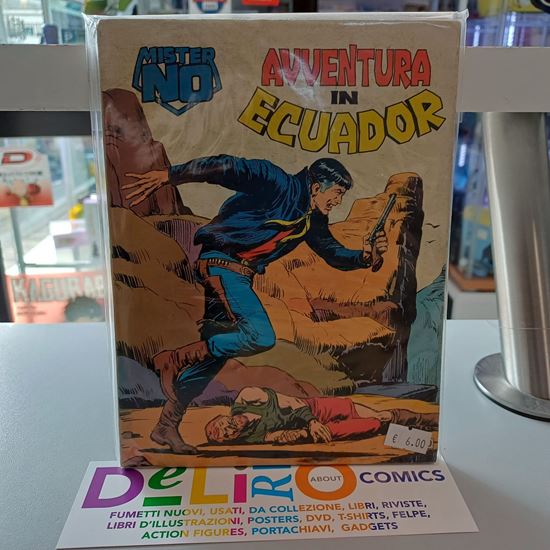 MISTER
NO
AVVENTURA
IN
ECUADOR
KAGURABA
€ 6.00
DeLiRiO ABOUT COMICS
FUMETTI NUOVI, USATI, DA COLLEZIONE, LIBRI, RIVISTE,
LIBRI D'ILLUSTRAZIONI, POSTERS, DVD, T-SHIRTS, FELPE,
ACTION FIGURES, PORTACHIAVI, GADGETS